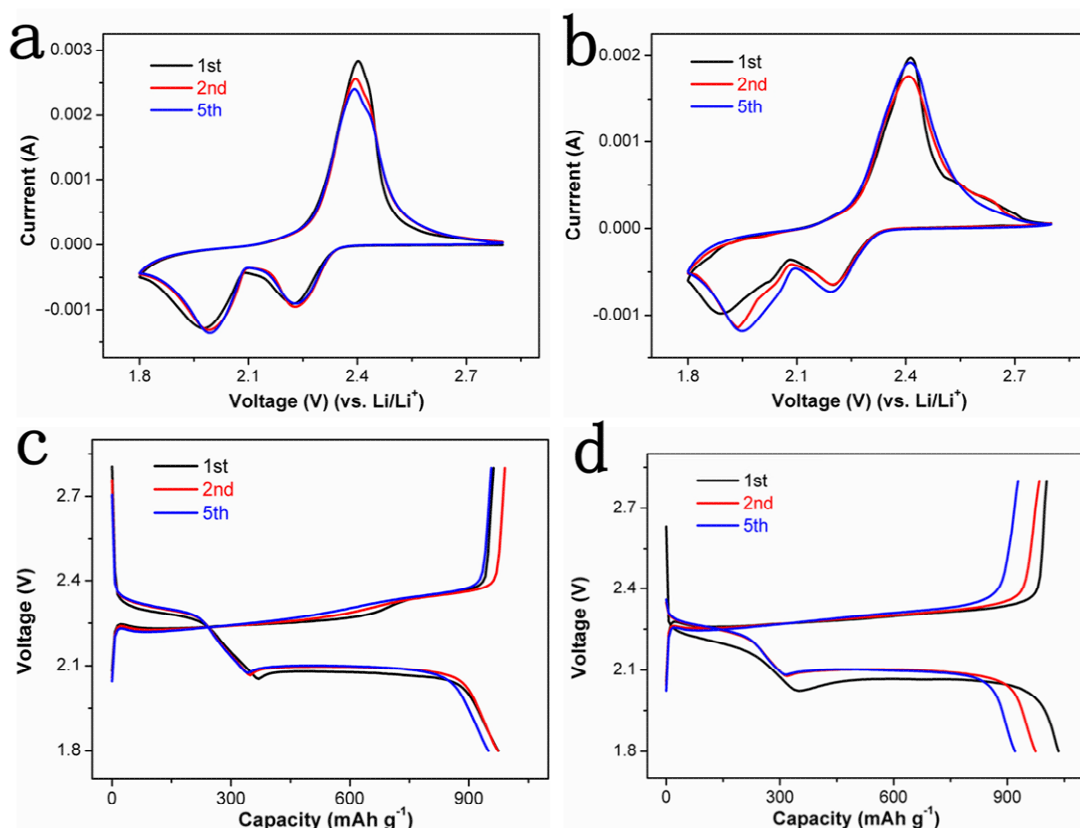 a
1st
2nd
5th
0.003
0.002
0.001
0.000
-0.001
Currrent (A)
1.8 2.1 2.4 2.7
Voltage (V) (vs. Li/Li⁺)
b
1st
2nd
5th
0.002
0.001
0.000
-0.001
Currrent (A)
1.8 2.1 2.4 2.7
Voltage (V) (vs. Li/Li⁺)
c
1st
2nd
5th
2.7
2.4
2.1
1.8
Voltage (V)
0 300 600 900
Capacity (mAh g⁻¹)
d
1st
2nd
5th
2.7
2.4
2.1
1.8
Voltage (V)
0 300 600 900
Capacity (mAh g⁻¹)